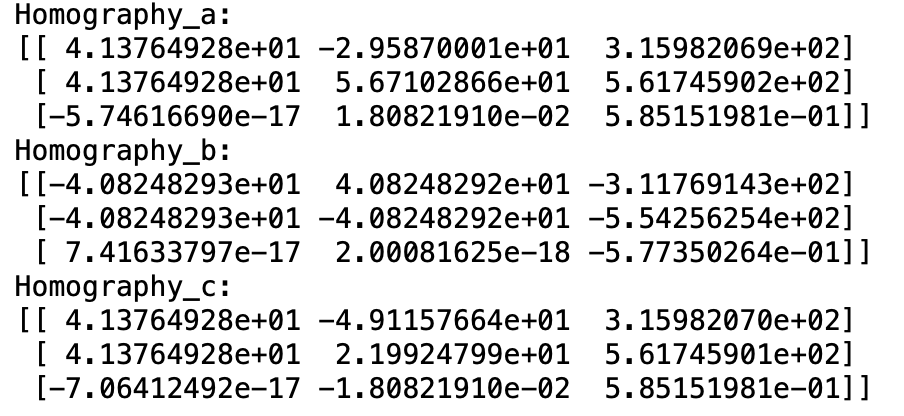 Homography_a:
[[ 4.13764928e+01 -2.95870001e+01  3.15982069e+02]
 [ 4.13764928e+01  5.67102866e+01  5.61745902e+02]
 [-5.74616690e-17  1.80821910e-02  5.85151981e-01]]
Homography_b:
[[-4.08248293e+01  4.08248292e+01 -3.11769143e+02]
 [-4.08248293e+01 -4.08248292e+01 -5.54256254e+02]
 [ 7.41633797e-17  2.00081625e-18 -5.77350264e-01]]
Homography_c:
[[ 4.13764928e+01 -4.91157664e+01  3.15982070e+02]
 [ 4.13764928e+01  2.19924799e+01  5.61745901e+02]
 [-7.06412492e-17 -1.80821910e-02  5.85151981e-01]]